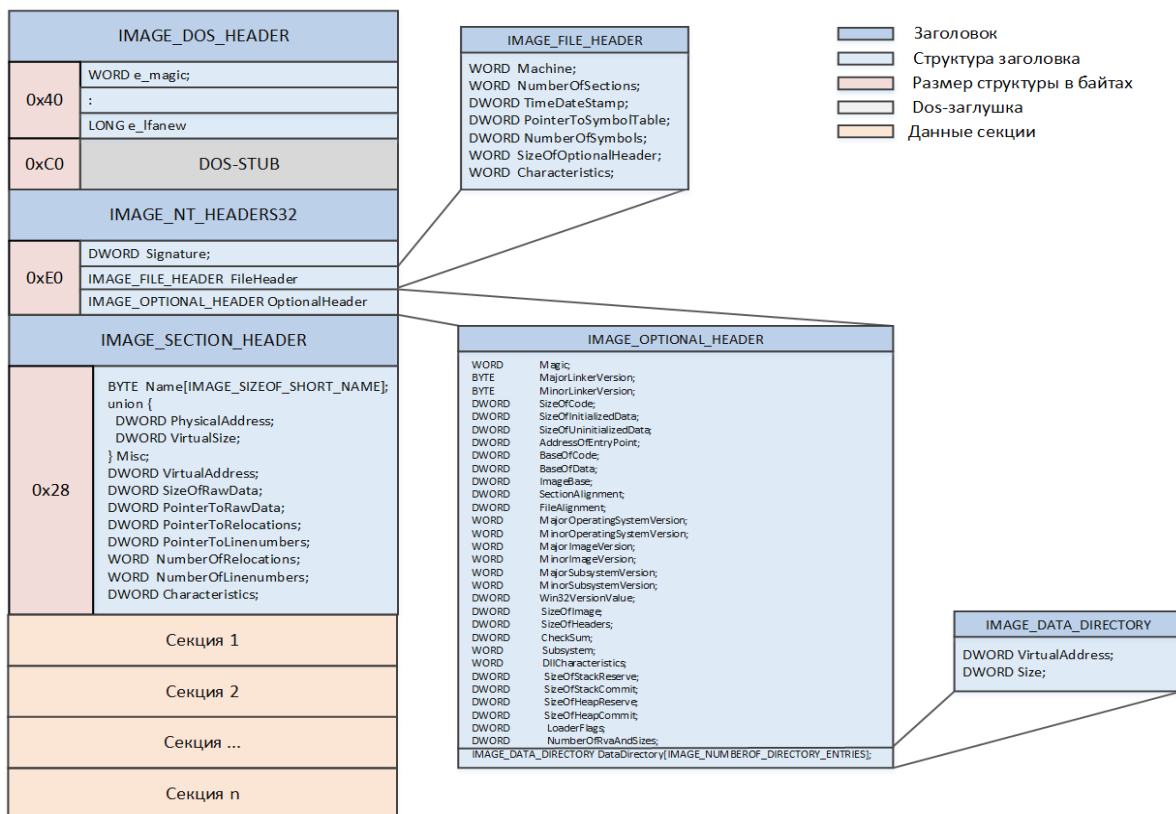 IMAGE_DOS_HEADER
0x40
WORD e_magic;
:
LONG e_lfanew
0xC0
DOS-STUB
IMAGE_NT_HEADERS32
0xE0
DWORD Signature;
IMAGE_FILE_HEADER FileHeader
IMAGE_OPTIONAL_HEADER OptionalHeader
IMAGE_SECTION_HEADER
0x28
BYTE Name[IMAGE_SIZEOF_SHORT_NAME];
union {
DWORD PhysicalAddress;
DWORD VirtualSize;
} Misc;
DWORD VirtualAddress;
DWORD SizeOfRawData;
DWORD PointerToRawData;
DWORD PointerToRelocations;
DWORD PointerToLinenumbers;
WORD NumberOfRelocations;
WORD NumberOfLinenumbers;
DWORD Characteristics;
Секция 1
Секция 2
Секция ...
Секция n
IMAGE_FILE_HEADER
WORD Machine;
WORD NumberOfSections;
DWORD TimeDateStamp;
DWORD PointerToSymbolTable;
DWORD NumberOfSymbols;
WORD SizeOfOptionalHeader;
WORD Characteristics;
Заголовок
Структура заголовка
Размер структуры в байтах
Dos-заглушка
Данные секции
IMAGE_OPTIONAL_HEADER
WORD Magic;
BYTE MajorLinkerVersion;
BYTE MinorLinkerVersion;
DWORD SizeOfCode;
DWORD SizeOfInitializedData;
DWORD SizeOfUninitializedData;
DWORD AddressOfEntryPoint;
DWORD BaseOfCode;
DWORD BaseOfData;
DWORD ImageBase;
DWORD SectionAlignment;
DWORD FileAlignment;
WORD MajorOperatingSystemVersion;
WORD MinorOperatingSystemVersion;
WORD MajorImageVersion;
WORD MinorImageVersion;
WORD MajorSubsystemVersion;
WORD MinorSubsystemVersion;
DWORD Win32VersionValue;
DWORD SizeOfImage;
DWORD SizeOfHeaders;
DWORD CheckSum;
WORD Subsystem;
WORD DllCharacteristics;
DWORD SizeOfStackReserve;
DWORD SizeOfStackCommit;
DWORD SizeOfHeapReserve;
DWORD SizeOfHeapCommit;
DWORD LoaderFlags;
DWORD NumberOfRvaAndSizes;
IMAGE_DATA_DIRECTORY DataDirectory[IMAGE_NUMBEROF_DIRECTORY_ENTRIES];
IMAGE_DATA_DIRECTORY
DWORD VirtualAddress;
DWORD Size;